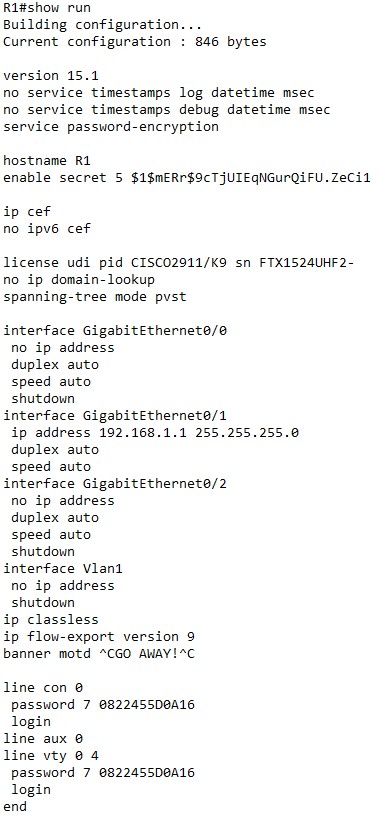 R1#show run
Building configuration...
Current configuration : 846 bytes
version 15.1
no service timestamps log datetime msec
no service timestamps debug datetime msec
service password-encryption
hostname R1
enable secret 5 $1$mERr$9cTjUIEqNGurQiFU.ZeCi1
ip cef
no ipv6 cef
license udi pid CISCO2911/K9 sn FTX1524UHF2-
no ip domain-lookup
spanning-tree mode pvst
interface GigabitEthernet0/0
 no ip address
 duplex auto
 speed auto
 shutdown
interface GigabitEthernet0/1
 ip address 192.168.1.1 255.255.255.0
 duplex auto
 speed auto
interface GigabitEthernet0/2
 no ip address
 duplex auto
 speed auto
 shutdown
interface Vlan1
 no ip address
 shutdown
ip classless
ip flow-export version 9
banner motd ^CGO AWAY!^C
line con 0
 password 7 0822455D0A16
 login
line aux 0
line vty 0 4
 password 7 0822455D0A16
 login
end